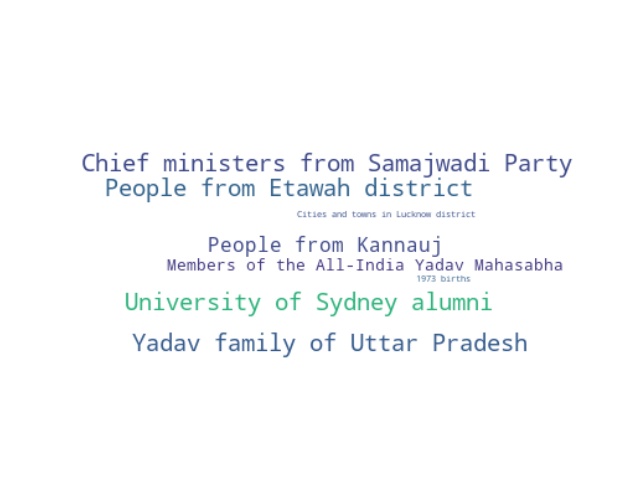 Chief ministers from Samajwadi Party
People from Etawah district
Cities and towns in Lucknow district
People from Kannauj
Members of the All-India Yadav Mahasabha
1973 births
University of Sydney alumni
Yadav family of Uttar Pradesh